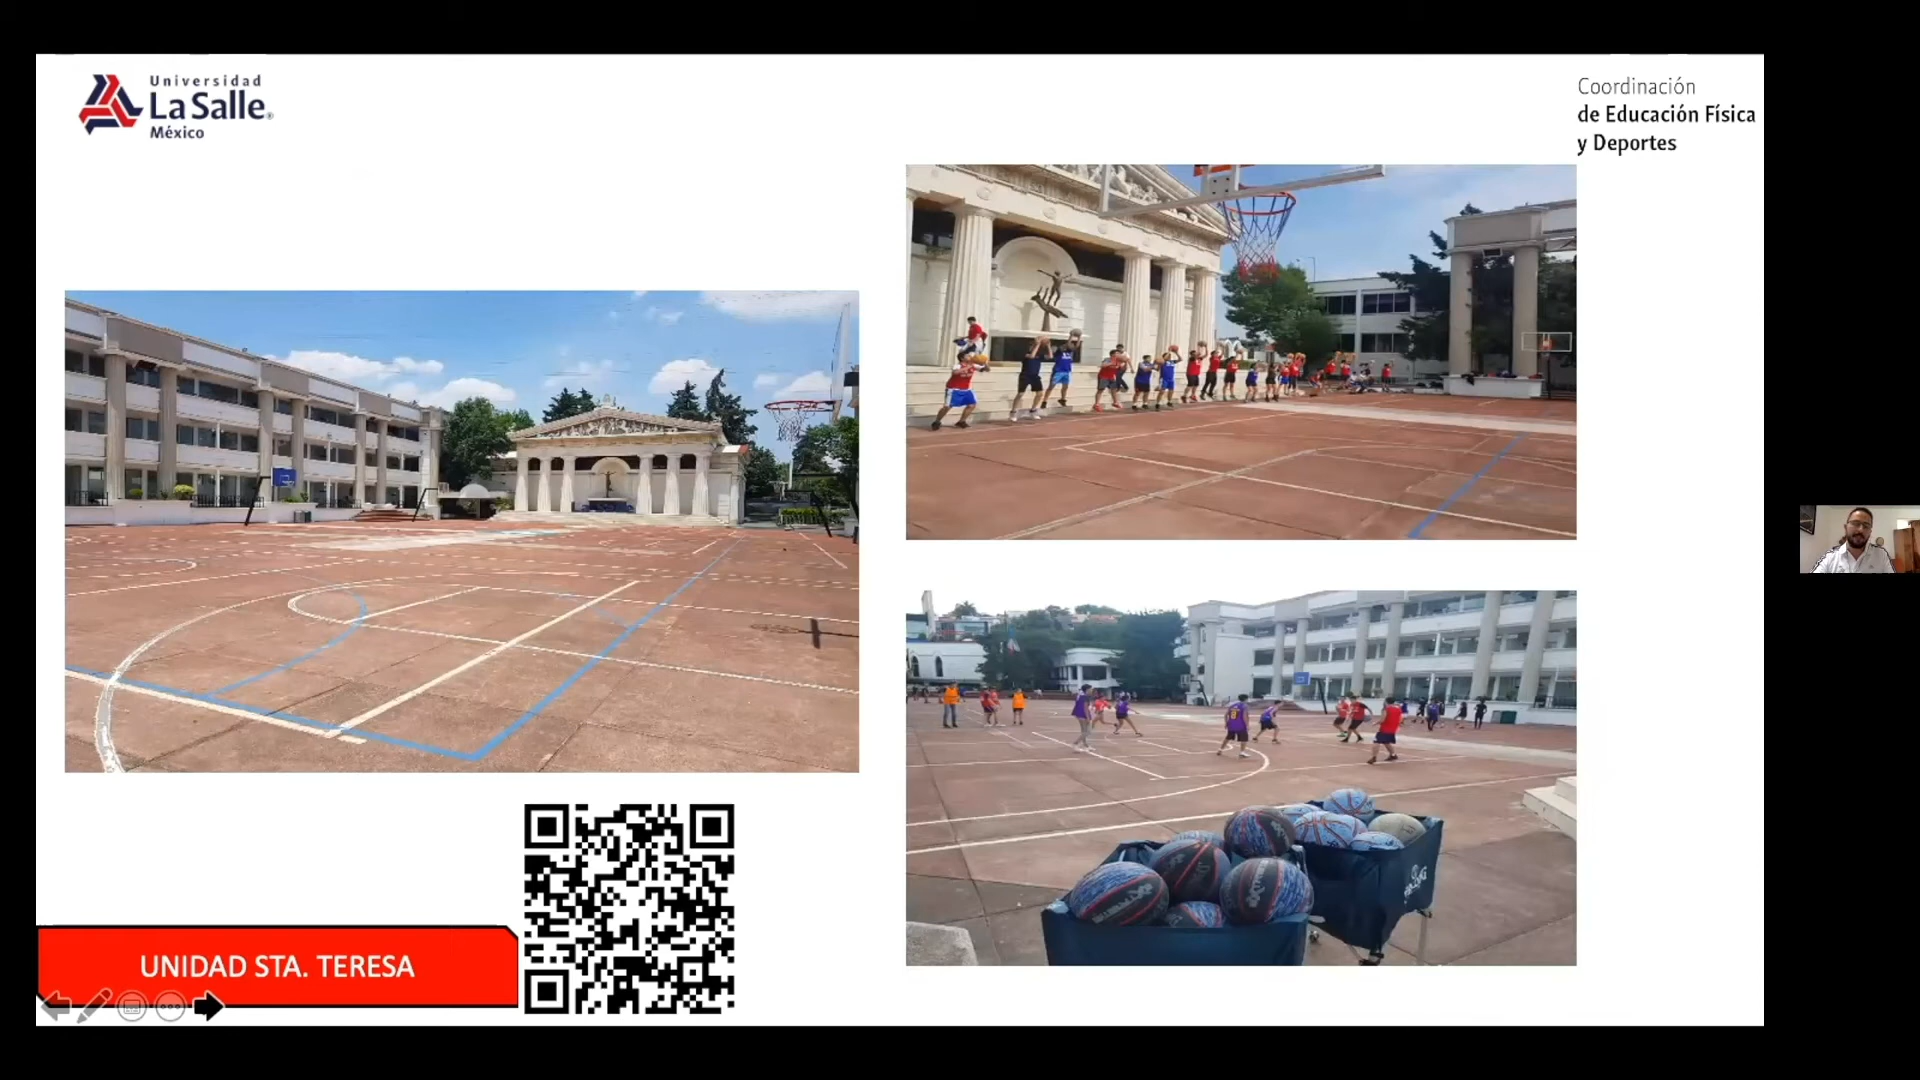 Universidad
La Salle®
México
Coordinación
de Educación Física
y Deportes
UNIDAD STA. TERESA